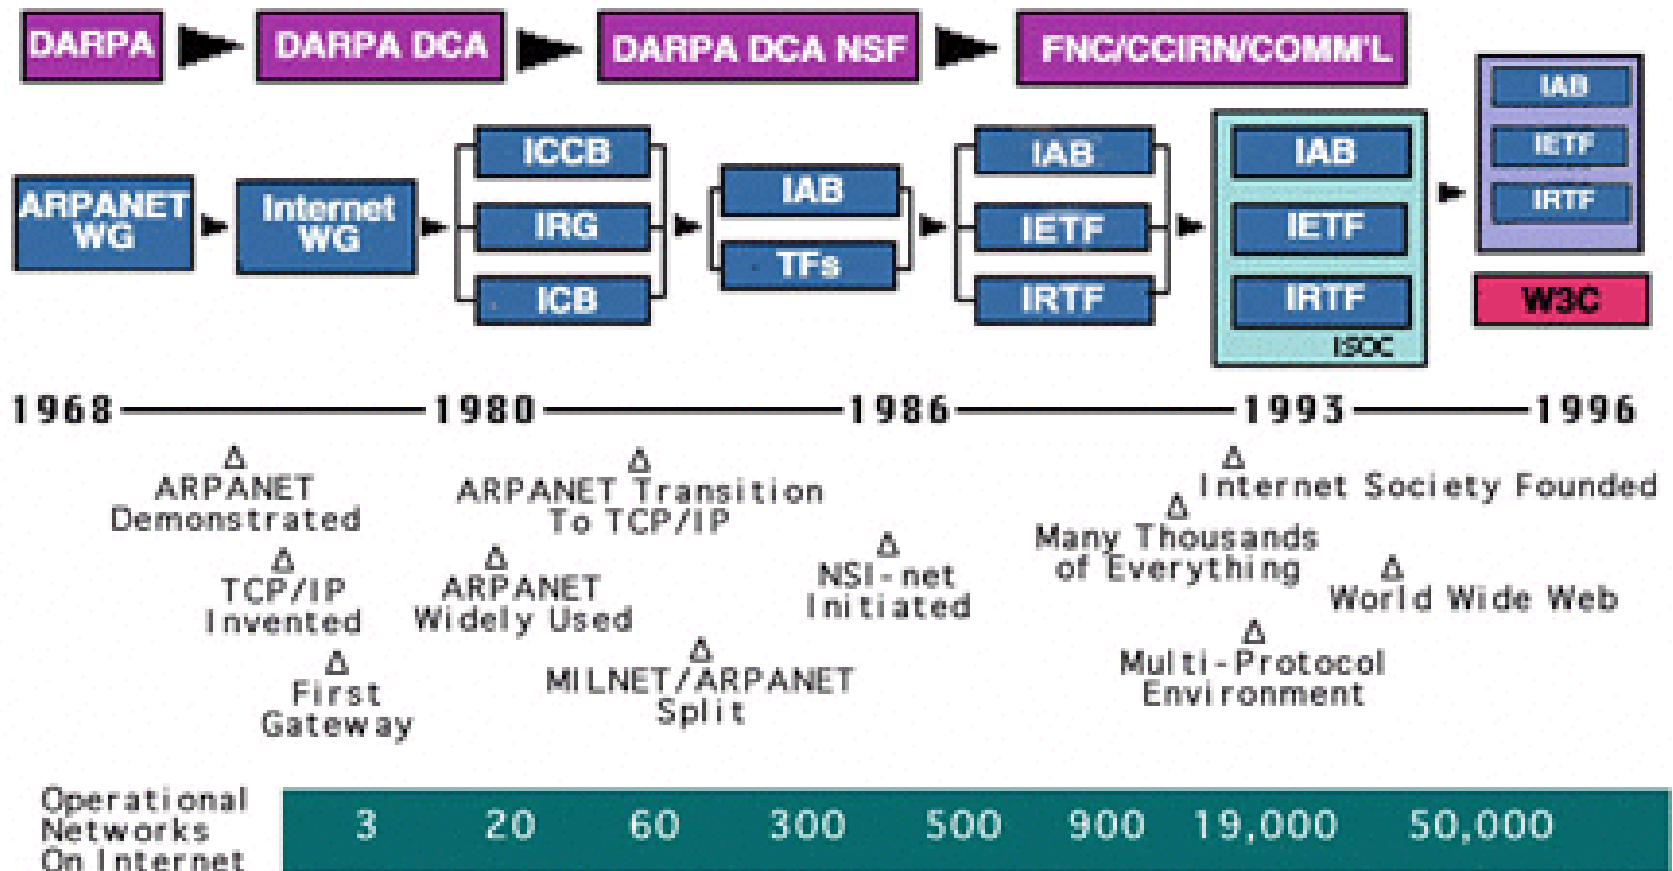 DARPA
DARPA DCA
DARPA DCA NSF
FNC/CCIRN/COMM'L
ARPANET
WG
Internet
WG
ICCB
IRG
ICB
IAB
TFs
IAB
IETF
IRTF
IAB
IETF
IRTF
ISOC
IAB
IETF
IRTF
W3C
1968
1980
1986
1993
1996
ARPANET
Demonstrated
TCP/IP
Invented
First
Gateway
ARPANET Transition
To TCP/IP
ARPANET
Widely Used
MILNET/ARPANET
Split
NSI-net
Initiated
Internet Society Founded
Many Thousands
of Everything
World Wide Web
Multi-Protocol
Environment
Operational
Networks
On Internet
3 20 60 300 500 900 19,000 50,000